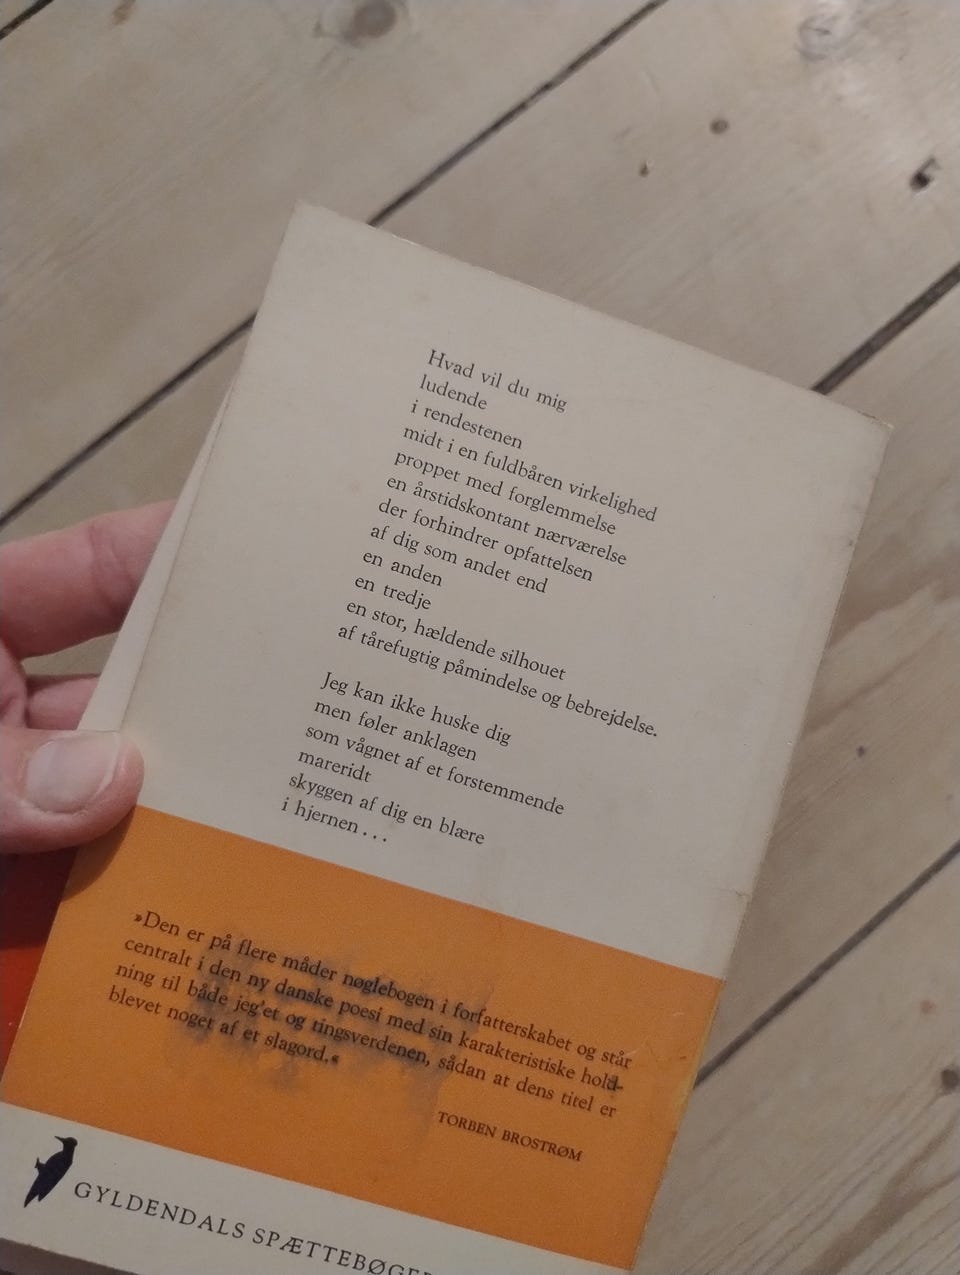 Hvad vil du mig
ludende
i rendestenen
midt i en fuldbåren virkelighed
proppet med forglemmelse
en årstidskontant nærværelse
der forhindrer opfattelsen
af dig som andet end
en anden
en tredje
en stor, hældende silhouet
af tårefugtig påmindelse og bebrejdelse.
Jeg kan ikke huske dig
men føler anklagen
som vågnet af et forstemmende
mareridt
skyggen af dig en blære
i hjernen . . .
»Den er på flere måder nøglebogen i forfatterskabet og står
centralt i den ny danske poesi med sin karakteristiske hold-
ning til både jeg'et og tingsverdenen, sådan at dens titel er
blevet noget af et slagord.«
TORBEN BROSTRØM
GYLDENDALS SPÆTTEBØGER